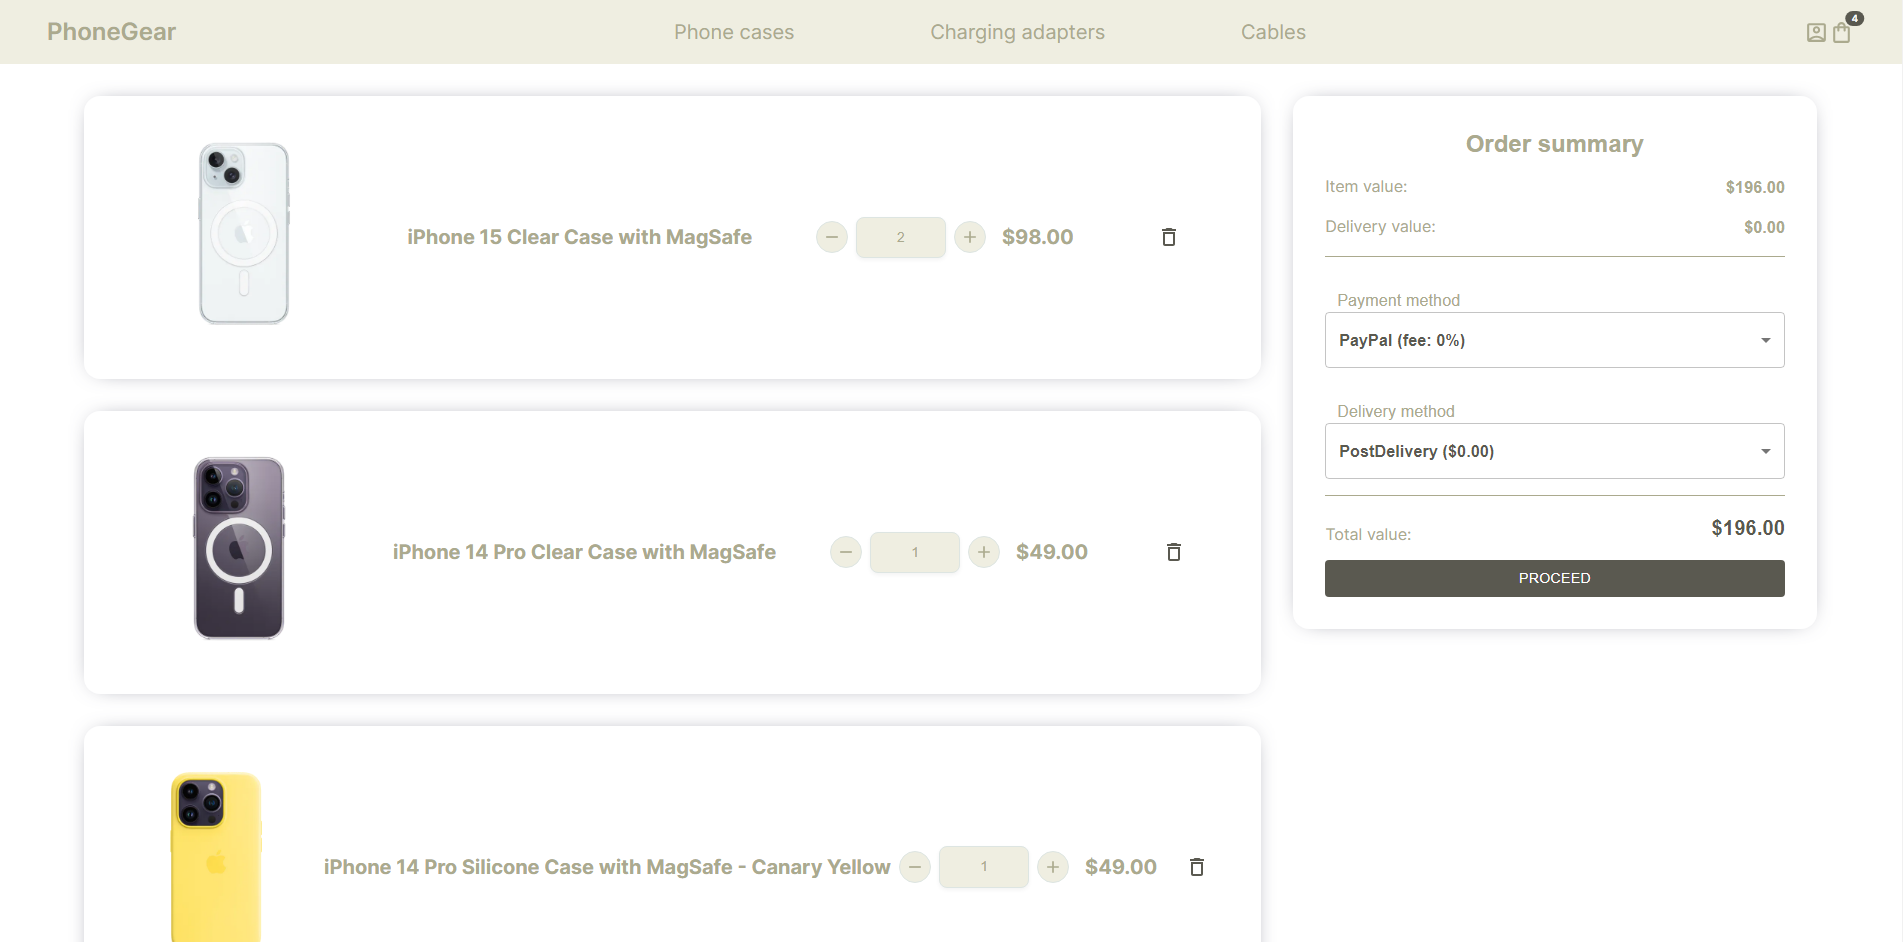 PhoneGear
Phone cases
Charging adapters
Cables
4
iPhone 15 Clear Case with MagSafe
2
$98.00
iPhone 14 Pro Clear Case with MagSafe
1
$49.00
iPhone 14 Pro Silicone Case with MagSafe - Canary Yellow
1
$49.00
Order summary
Item value: $196.00
Delivery value: $0.00
Payment method
PayPal (fee: 0%)
Delivery method
PostDelivery ($0.00)
Total value: $196.00
PROCEED